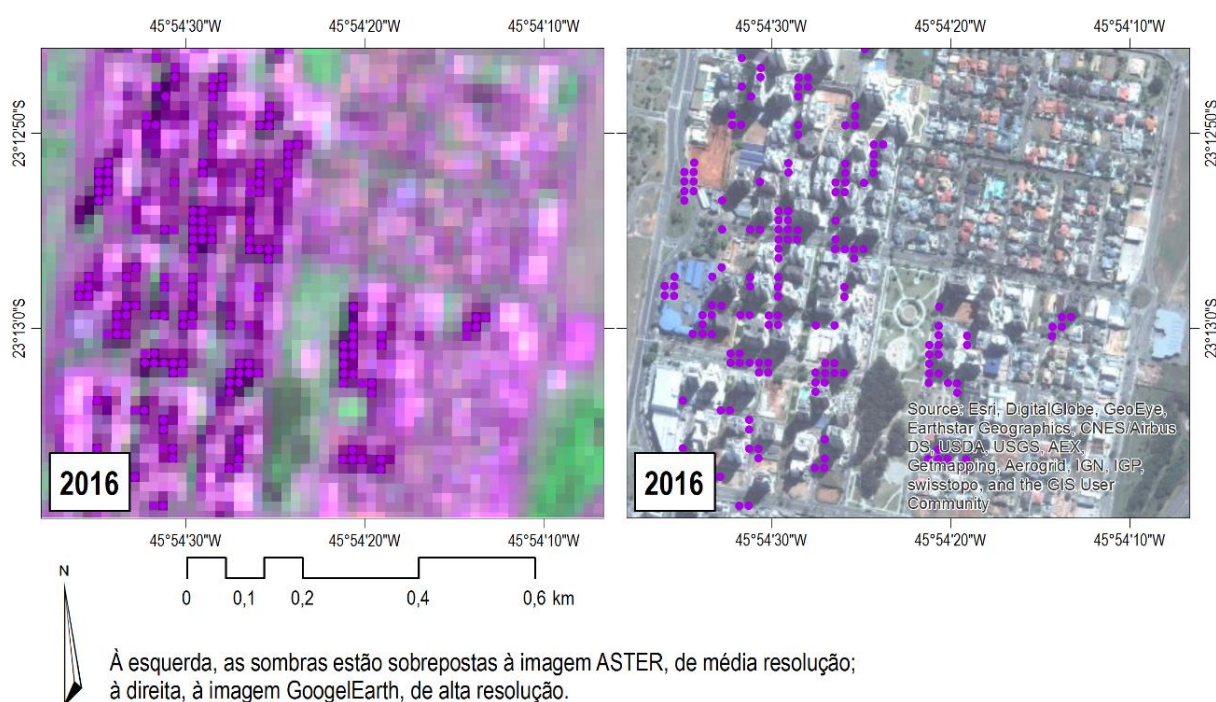 45°54'30"W 45°54'20"W 45°54'10"W 45°54'30"W 45°54'20"W 45°54'10"W
23°12'50"S 23°12'50"S
23°13'0"S 23°13'0"S
Source: Esri, DigitalGlobe, GeoEye,
Earthstar Geographics, CNES/Airbus
DS, USDA, USGS, AEX,
Getmapping, Aerogrid, IGN, IGP,
swisstopo, and the GIS User
Community
2016 2016
45°54'30"W 45°54'20"W 45°54'10"W 45°54'30"W 45°54'20"W 45°54'10"W
N
0 0,1 0,2 0,4 0,6 km
À esquerda, as sombras estão sobrepostas à imagem ASTER, de média resolução;
à direita, à imagem GoogelEarth, de alta resolução.